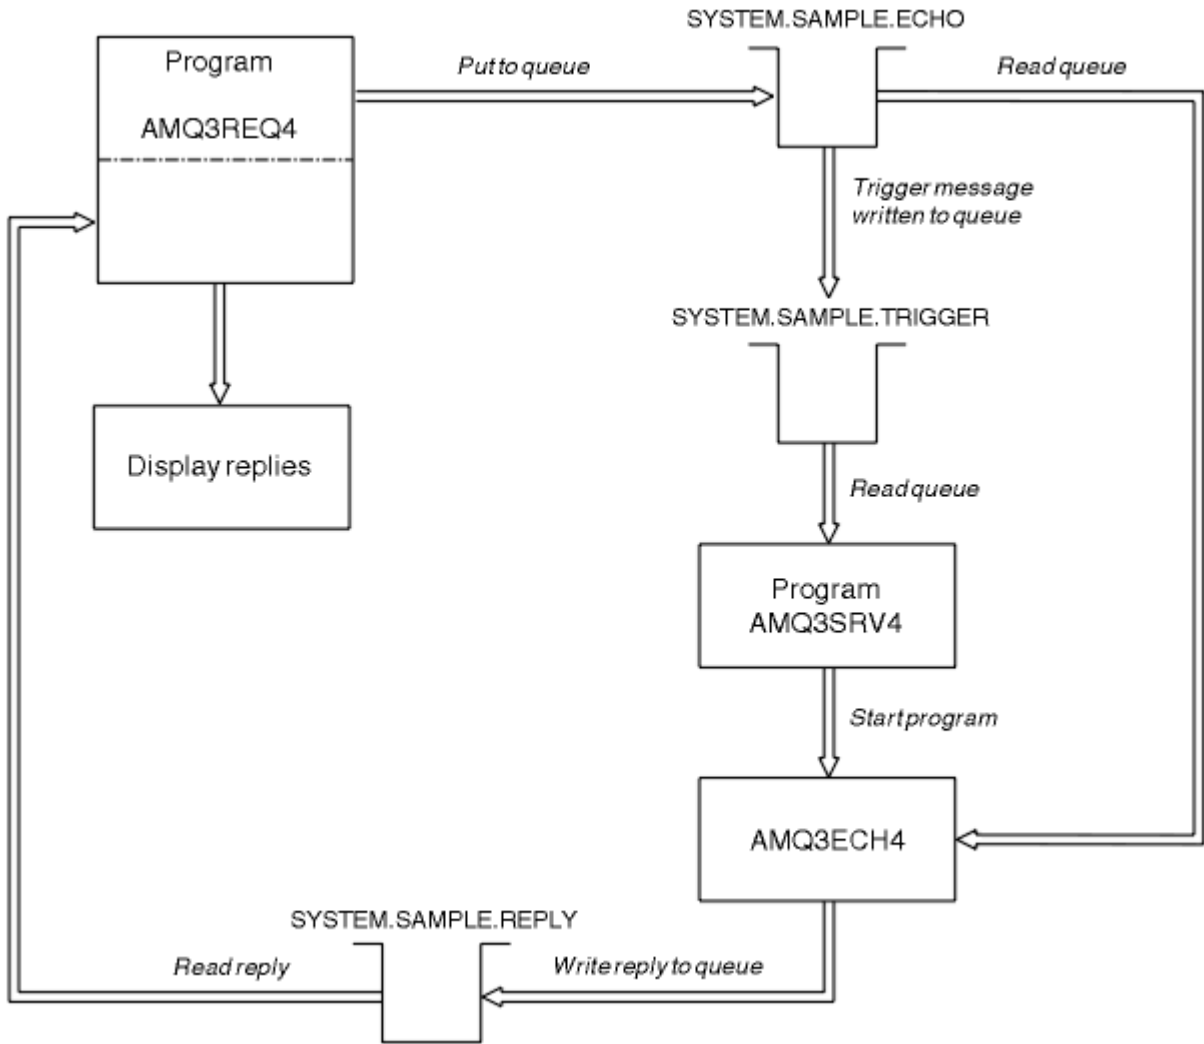 SYSTEM.SAMPLE.ECHO
Program
AMQ3REQ4
Put to queue
Read queue
Trigger message
written to queue
SYSTEM.SAMPLE.TRIGGER
Display replies
Read queue
Program
AMQ3SRV4
Start program
AMQ3ECH4
SYSTEM.SAMPLE.REPLY
Read reply
Write reply to queue